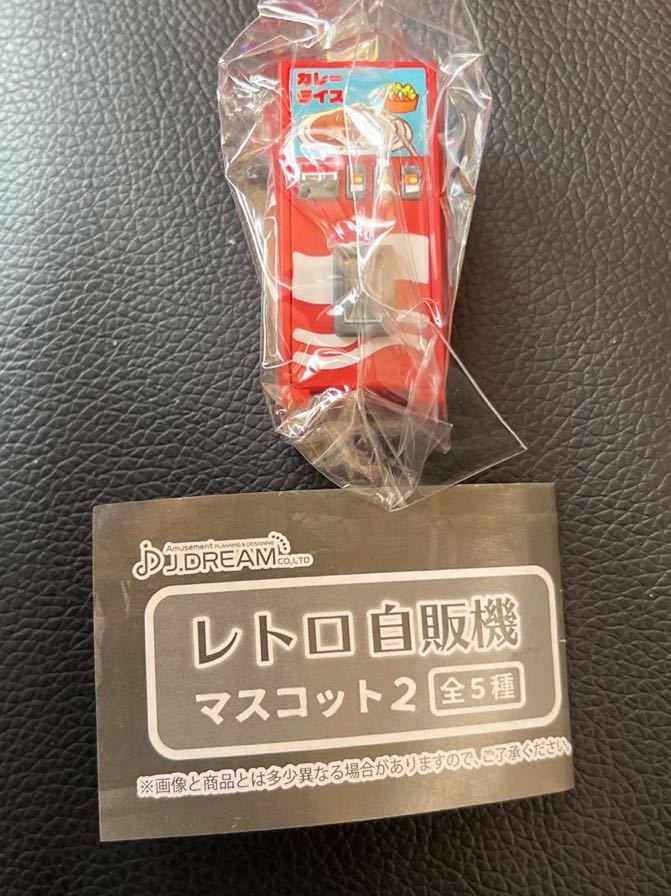 カレー
ライス
Amusement PLANNING & DESIGNING
J.DREAM CO.,LTD
レトロ自販機
マスコット2 全5種
※画像と商品とは多少異なる場合がありますので、ご了承ください。